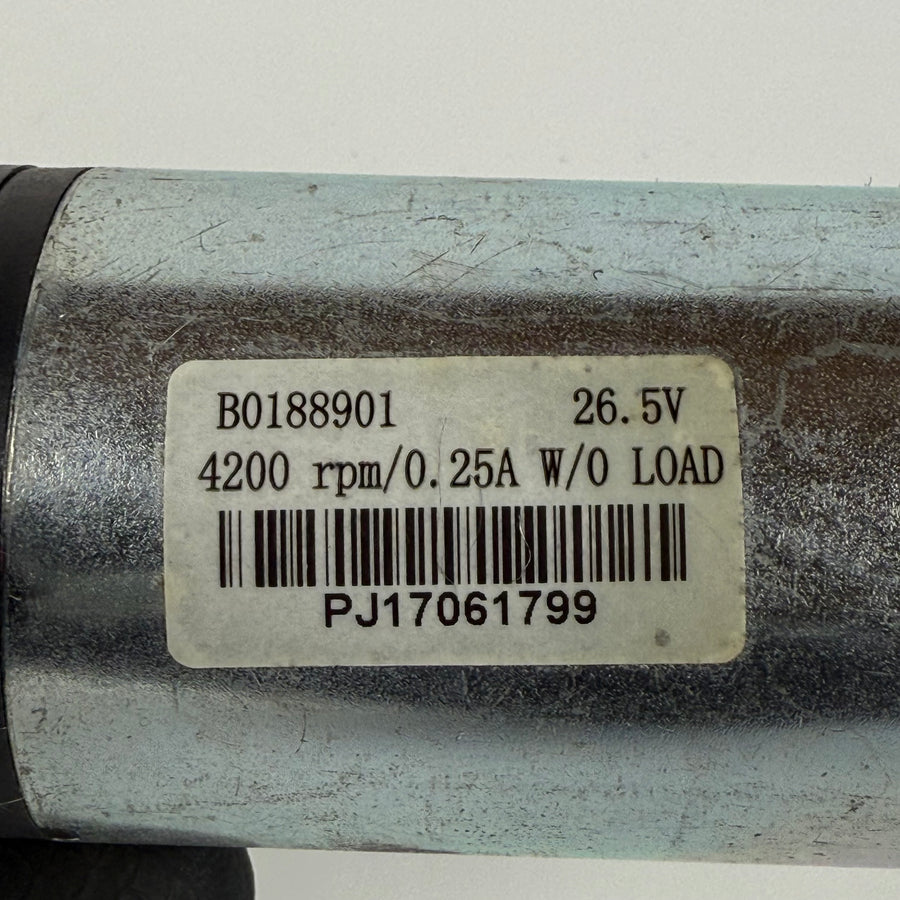 B0188901 26.5V
4200 rpm/0.25A W/O LOAD
PJ17061799